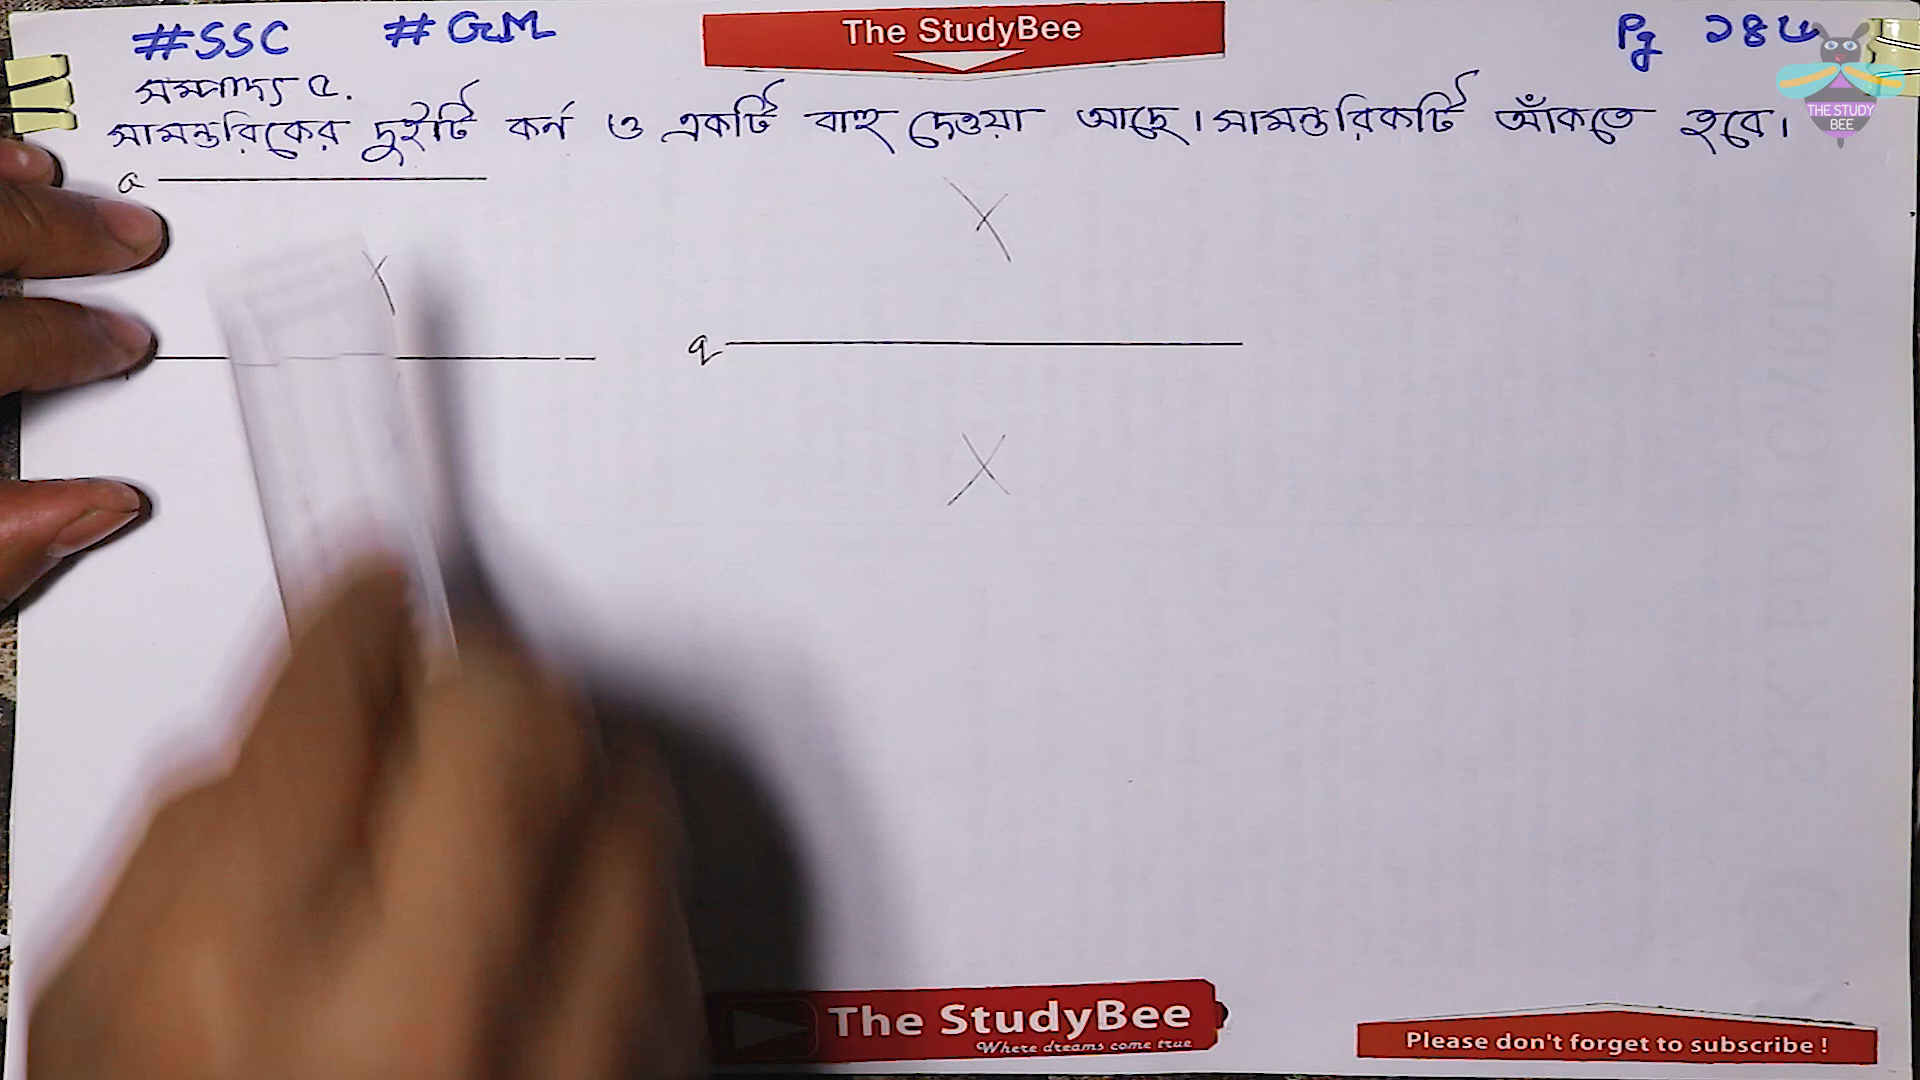 #SSC #GM
The StudyBee
Pg ১৪৬
সম্পাদ্য ৫.
সামন্তরিকের দুইটি কর্ন ও একটি বাহু দেওয়া আছে। সামন্তরিকটি আঁকতে হবে।
THE STUDY
BEE
a
q
The StudyBee
Where dreams come true
Please don't forget to subscribe !